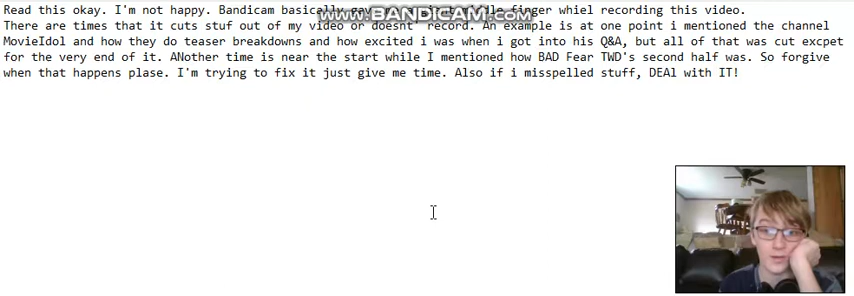 Read this okay. I'm not happy. Bandicam basically gav finger whiel recording this video.
WWW.BANDICAM.COM
There are times that it cuts stuf out of my video or doesnt record. An example is at one point i mentioned the channel
MovieIdol and how they do teaser breakdowns and how excited i was when i got into his Q&A, but all of that was cut excpet
for the very end of it. ANother time is near the start while I mentioned how BAD Fear TWD's second half was. So forgive
when that happens plase. I'm trying to fix it just give me time. Also if i misspelled stuff, DEAl with IT!